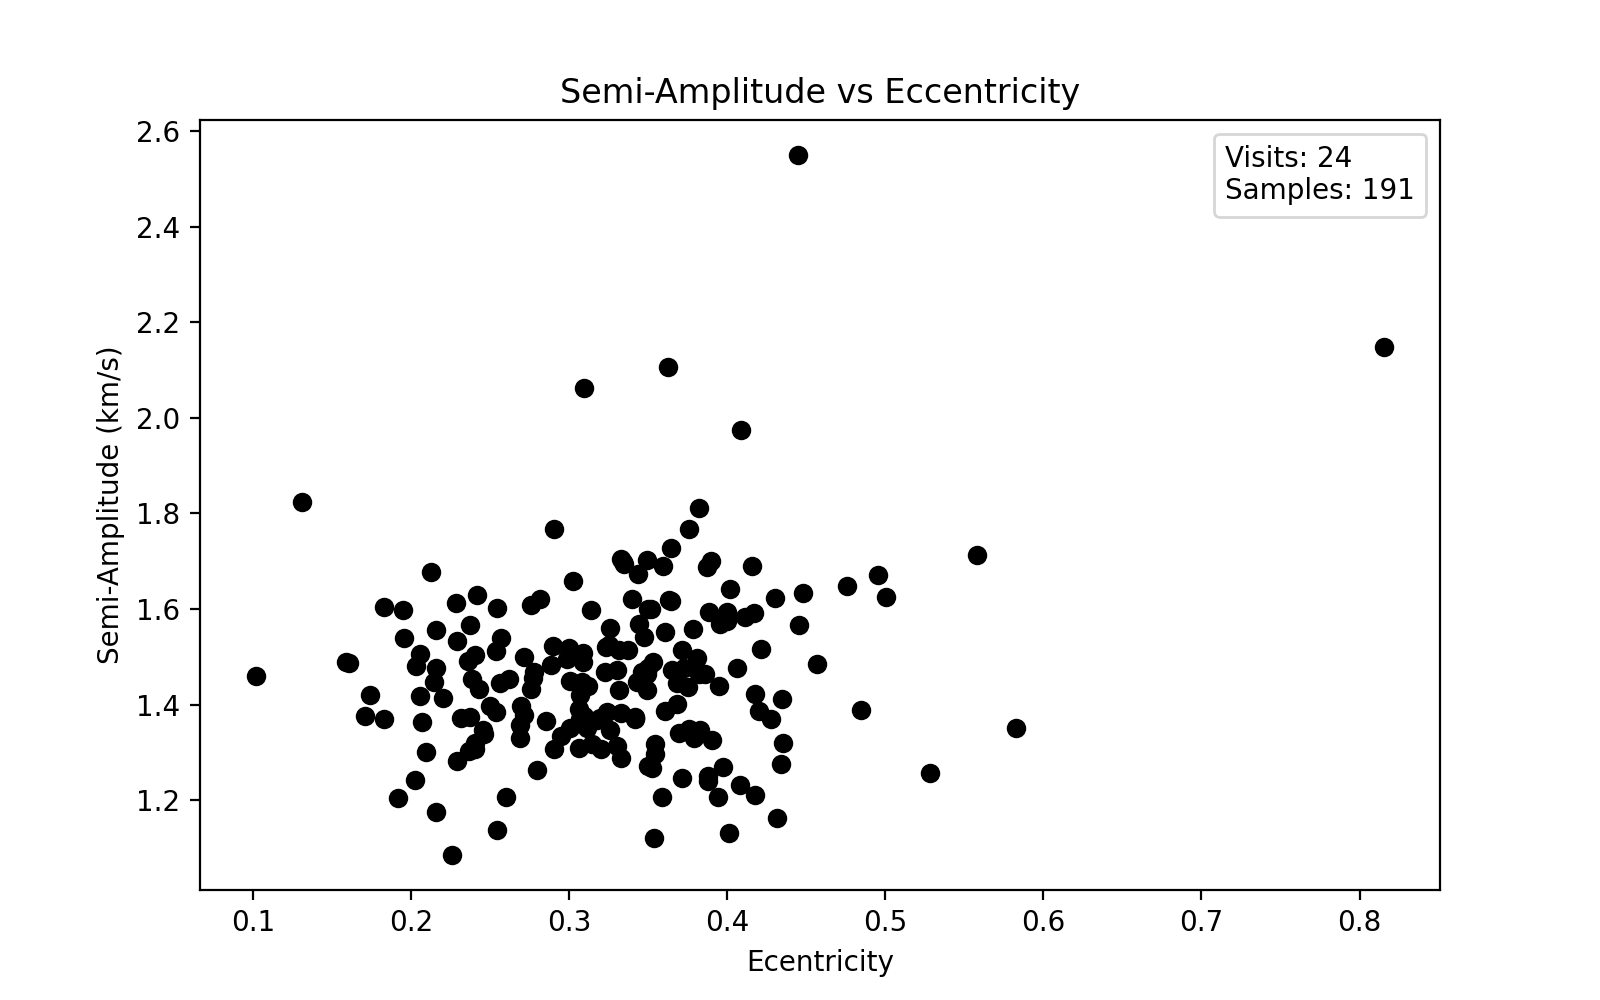 Semi-Amplitude vs Eccentricity
Visits: 24
Samples: 191
Semi-Amplitude (km/s)
2.6
2.4
2.2
2.0
1.8
1.6
1.4
1.2
0.1 0.2 0.3 0.4 0.5 0.6 0.7 0.8
Ecentricity